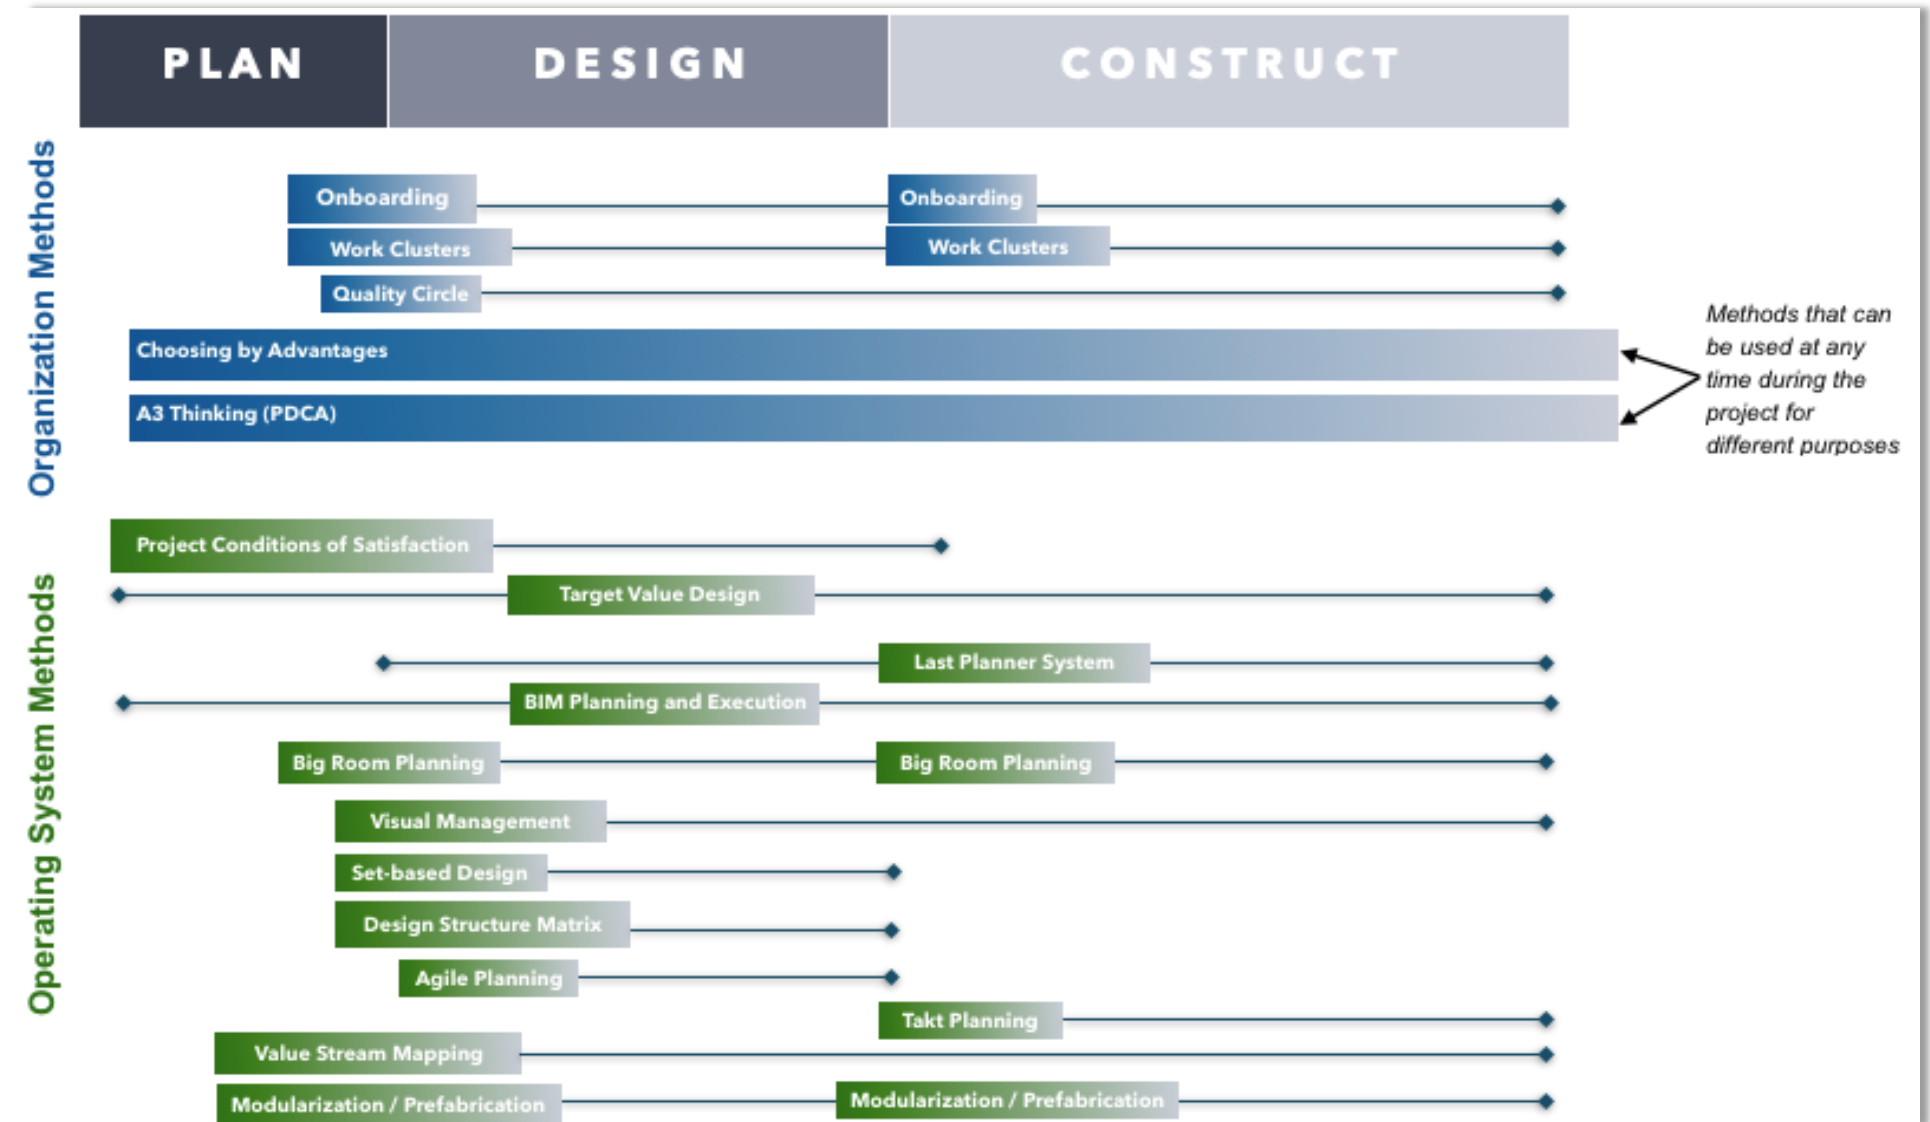 PLAN
DESIGN
CONSTRUCT
Organization Methods
Onboarding
Onboarding
Work Clusters
Work Clusters
Quality Circle
Choosing by Advantages
A3 Thinking (PDCA)
Methods that can
be used at any
time during the
project for
different purposes
Operating System Methods
Project Conditions of Satisfaction
Target Value Design
Last Planner System
BIM Planning and Execution
Big Room Planning
Big Room Planning
Visual Management
Set-based Design
Design Structure Matrix
Agile Planning
Takt Planning
Value Stream Mapping
Modularization / Prefabrication
Modularization / Prefabrication